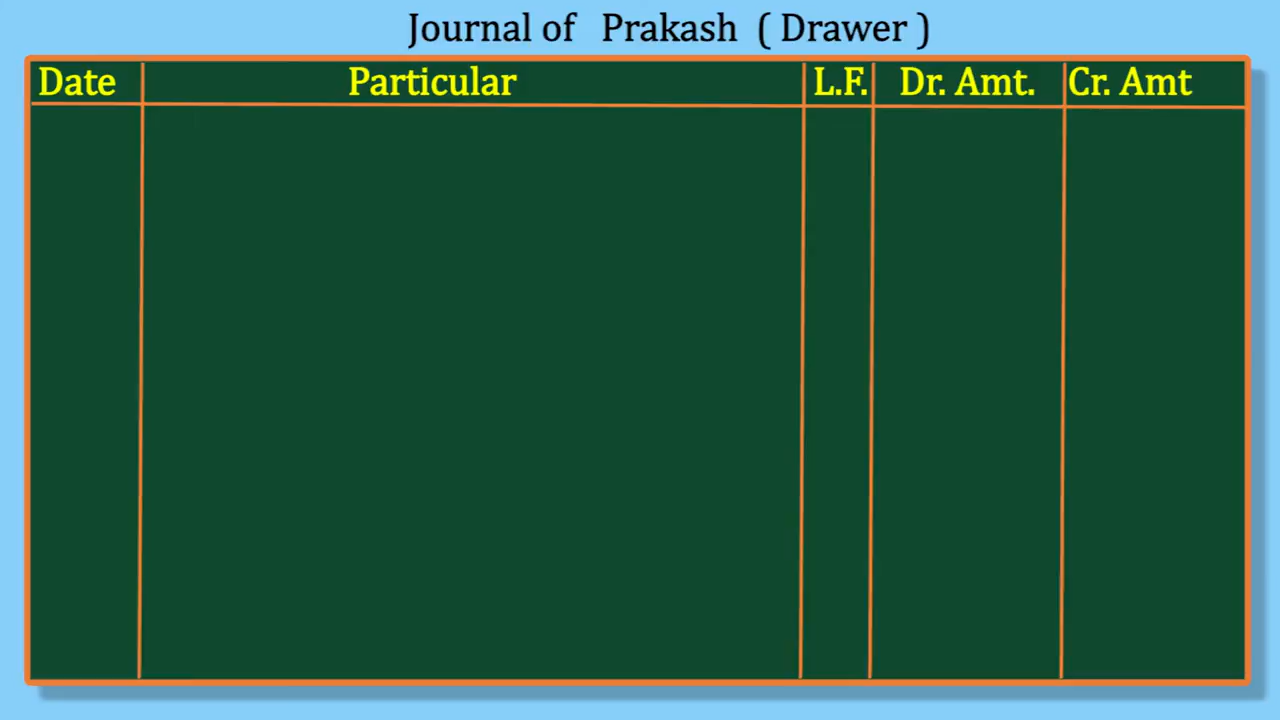 Journal of Prakash ( Drawer )
Date Particular L.F. Dr. Amt. Cr. Amt